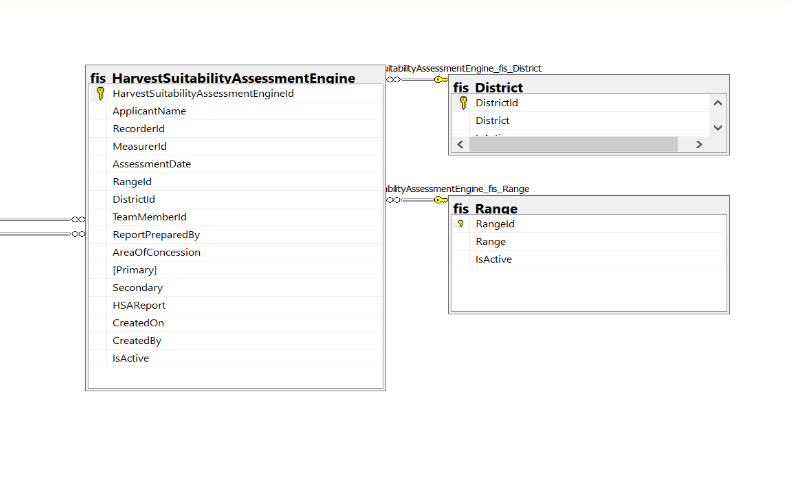 fis_HarvestSuitabilityAssessmentEngine
HarvestSuitabilityAssessmentEngineId
ApplicantName
RecorderId
MeasurerId
AssessmentDate
RangeId
DistrictId
TeamMemberId
ReportPreparedBy
AreaOfConcession
[Primary]
Secondary
HSAReport
CreatedOn
CreatedBy
IsActive
uitabilityAssessmentEngine_fis_District
fis_District
DistrictId
District
abilityAssessmentEngine_fis_Range
fis_Range
RangeId
Range
IsActive